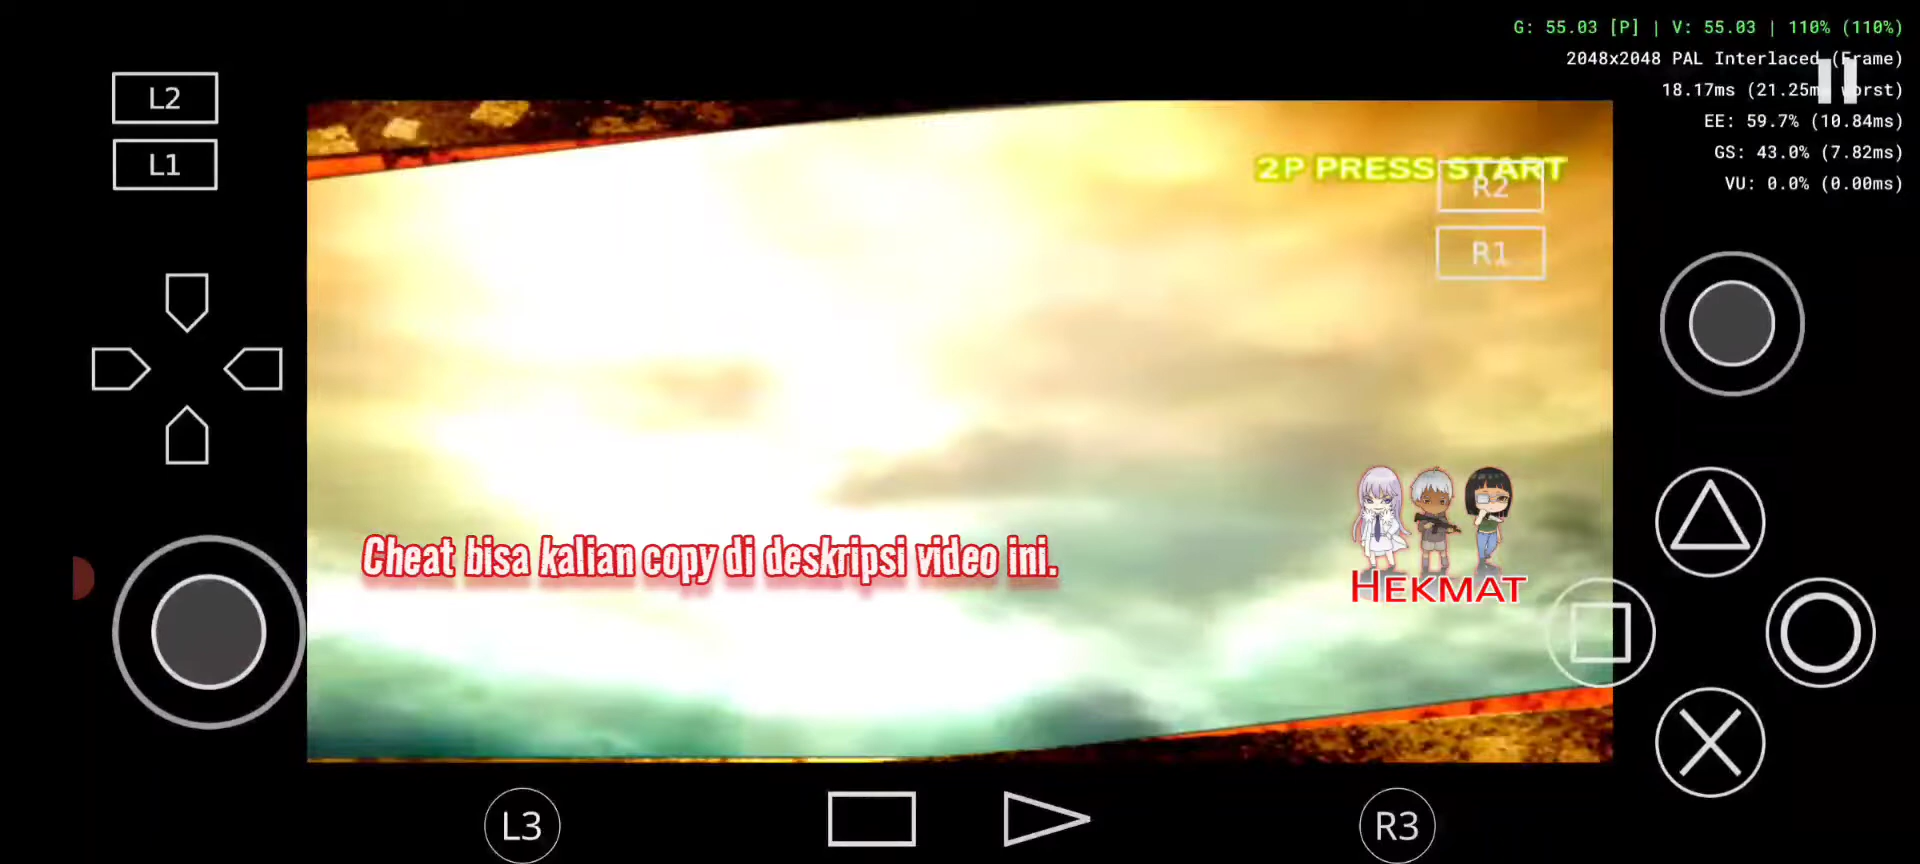 G: 55.03 [P] | V: 55.03 | 110% (110%)
2048x2048 PAL Interlaced (Frame)
18.17ms (21.25ms worst)
EE: 59.7% (10.84ms)
GS: 43.0% (7.82ms)
VU: 0.0% (0.00ms)
L2
L1
2P PRESS START
R2
R1
Cheat bisa kalian copy di deskripsi video ini.
HEKMAT
L3
R3